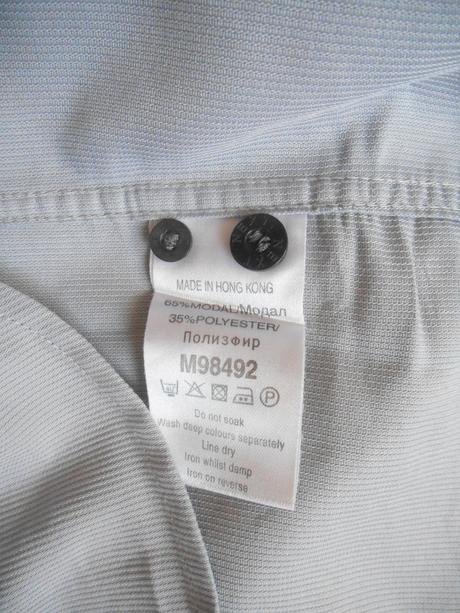 MADE IN HONG KONG
65%MODAL/Модал
35%POLYESTER/
Полизфир
M98492
Do not soak
Wash deep colours separately
Line dry
Iron whilst damp
Iron on reverse